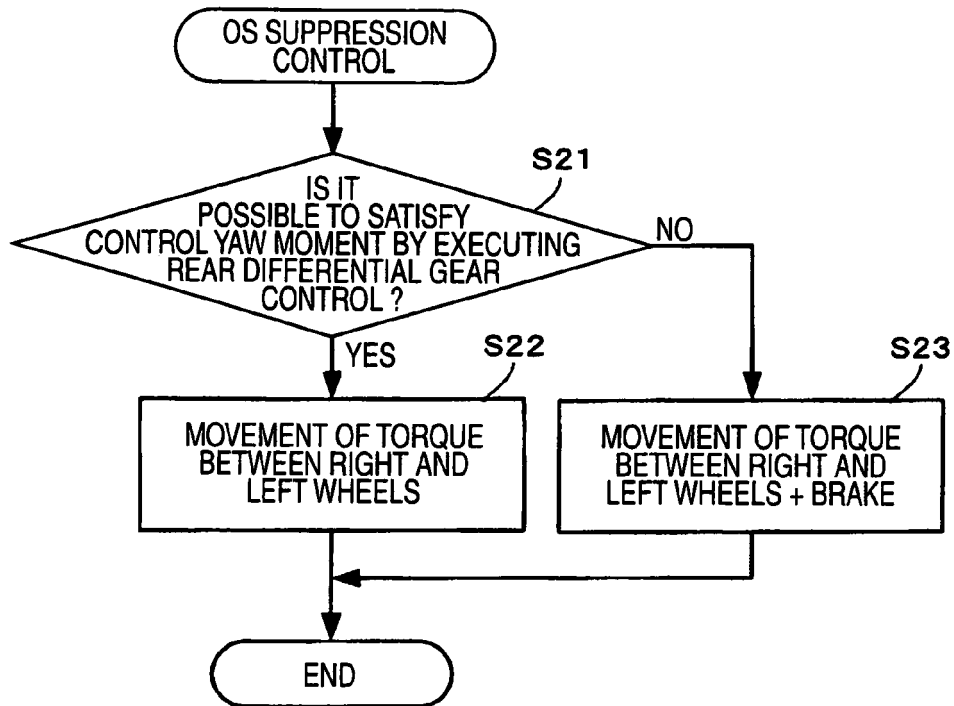 OS SUPPRESSION
CONTROL
S21
IS IT
POSSIBLE TO SATISFY
CONTROL YAW MOMENT BY EXECUTING
REAR DIFFERENTIAL GEAR
CONTROL ?
NO
YES
S22
S23
MOVEMENT OF TORQUE
BETWEEN RIGHT AND
LEFT WHEELS
MOVEMENT OF TORQUE
BETWEEN RIGHT AND
LEFT WHEELS + BRAKE
END